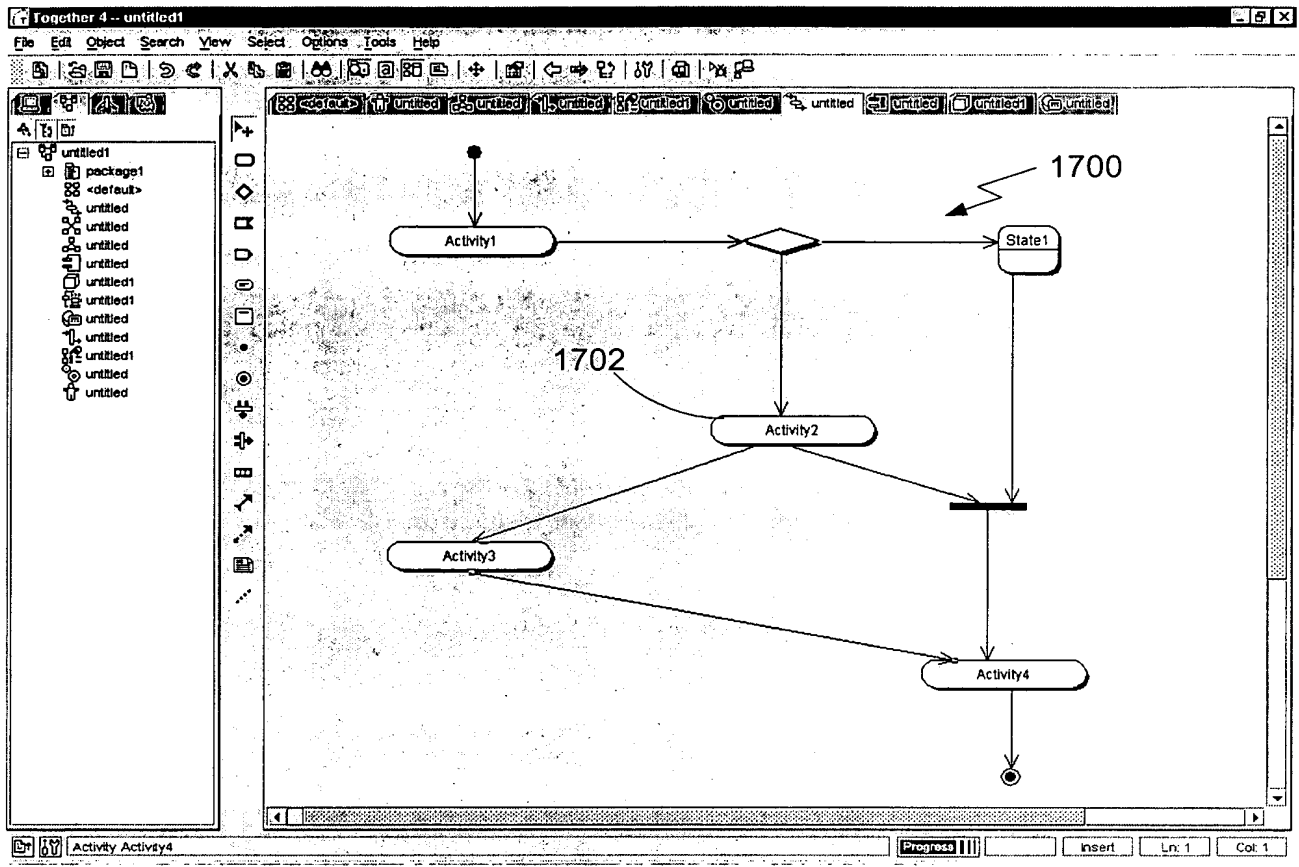 Together 4 -- untitled1
File Edit Object Search View Select Options Tools Help
<default> untitled untitled untitled untitled1 untitled untitled untitled untitled1 untitled
untitled1
package1
<default>
untitled
untitled
untitled
untitled
untitled1
untitled1
untitled
untitled
untitled1
untitled
untitled
1700
Activity1
State1
1702
Activity2
Activity3
Activity4
Activity Activity4
Progress
Insert
Ln: 1
Col: 1